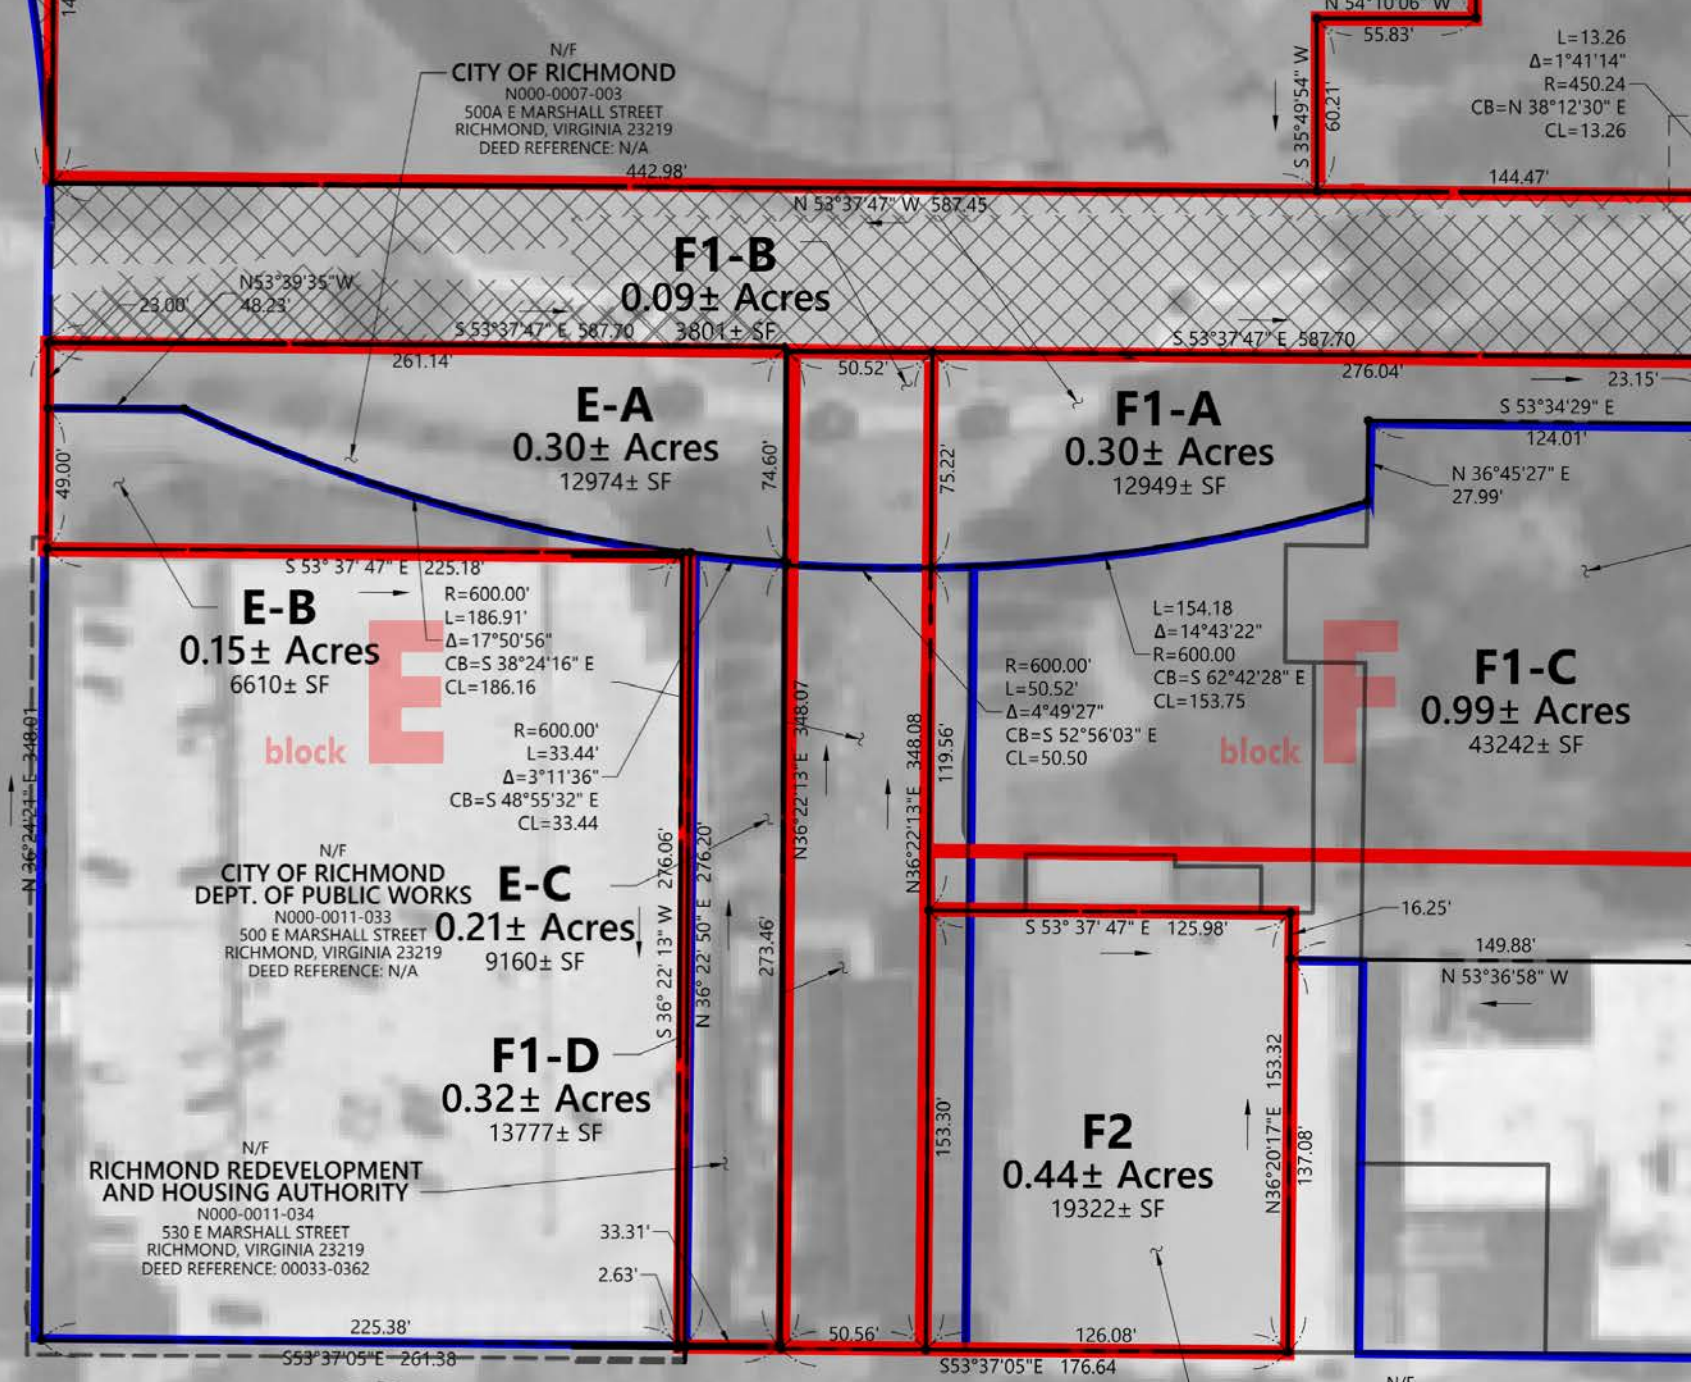 N 54°10'06" W
55.83'
S 35°49'54" W
60.21'
L=13.26
Δ=1°41'14"
R=450.24
CB=N 38°12'30" E
CL=13.26
N/F
CITY OF RICHMOND
N000-0007-003
500A E MARSHALL STREET
RICHMOND, VIRGINIA 23219
DEED REFERENCE: N/A
442.98'
144.47'
N 53°37'47" W 587.45
F1-B
0.09± Acres
3801± SF
N53°39'35"W
48.23'
23.00'
S 53°37'47" E 587.70
S 53°37'47" E 587.70
261.14'
50.52'
276.04'
23.15'
E-A
0.30± Acres
12974± SF
F1-A
0.30± Acres
12949± SF
S 53°34'29" E
124.01'
N 36°45'27" E
27.99'
49.00'
74.60'
75.22'
S 53° 37' 47" E 225.18'
E-B
0.15± Acres
6610± SF
R=600.00'
L=186.91'
Δ=17°50'56"
CB=S 38°24'16" E
CL=186.16
R=600.00'
L=33.44'
Δ=3°11'36"
CB=S 48°55'32" E
CL=33.44
block E
R=600.00'
L=50.52'
Δ=4°49'27"
CB=S 52°56'03" E
CL=50.50
L=154.18
Δ=14°43'22"
R=600.00
CB=S 62°42'28" E
CL=153.75
block F
F1-C
0.99± Acres
43242± SF
N 36°24'21" E 348.01
N36°22'13"E 348.07
N36°22'13"E 348.08
119.56'
S 36° 22' 13" W 276.06'
N 36° 22' 50" E 276.20'
273.46'
N/F
CITY OF RICHMOND
DEPT. OF PUBLIC WORKS
N000-0011-033
500 E MARSHALL STREET
RICHMOND, VIRGINIA 23219
DEED REFERENCE: N/A
E-C
0.21± Acres
9160± SF
S 53° 37' 47" E 125.98'
16.25'
149.88'
N 53°36'58" W
F1-D
0.32± Acres
13777± SF
153.30'
N36°20'17"E 153.32
137.08'
F2
0.44± Acres
19322± SF
N/F
RICHMOND REDEVELOPMENT
AND HOUSING AUTHORITY
N000-0011-034
530 E MARSHALL STREET
RICHMOND, VIRGINIA 23219
DEED REFERENCE: 00033-0362
33.31'
2.63'
225.38'
50.56'
126.08'
S53°37'05"E 261.38
S53°37'05"E 176.64
N/F